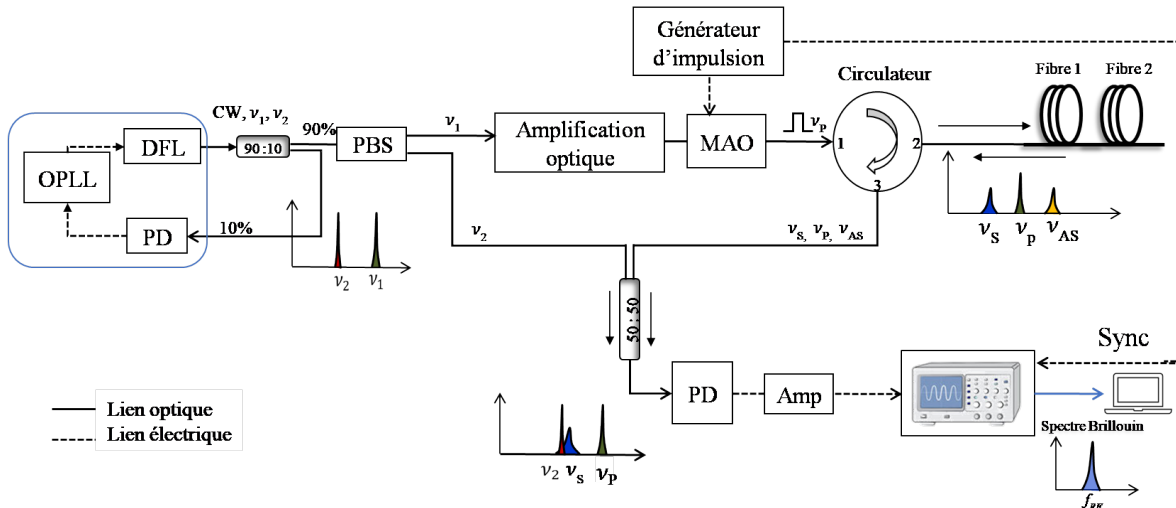 Générateur
d'impulsion
CW, ν1, ν2
90%
ν1
DFL
90 :10
PBS
Amplification
optique
MAO
νp
Circulateur
1
2
3
Fibre 1
Fibre 2
OPLL
PD
10%
ν2
ν1
ν2
νS, νP, νAS
νS
νp
νAS
50 : 50
PD
Amp
Sync
Lien optique
Lien électrique
ν2
νS
νP
Spectre Brillouin
fRF